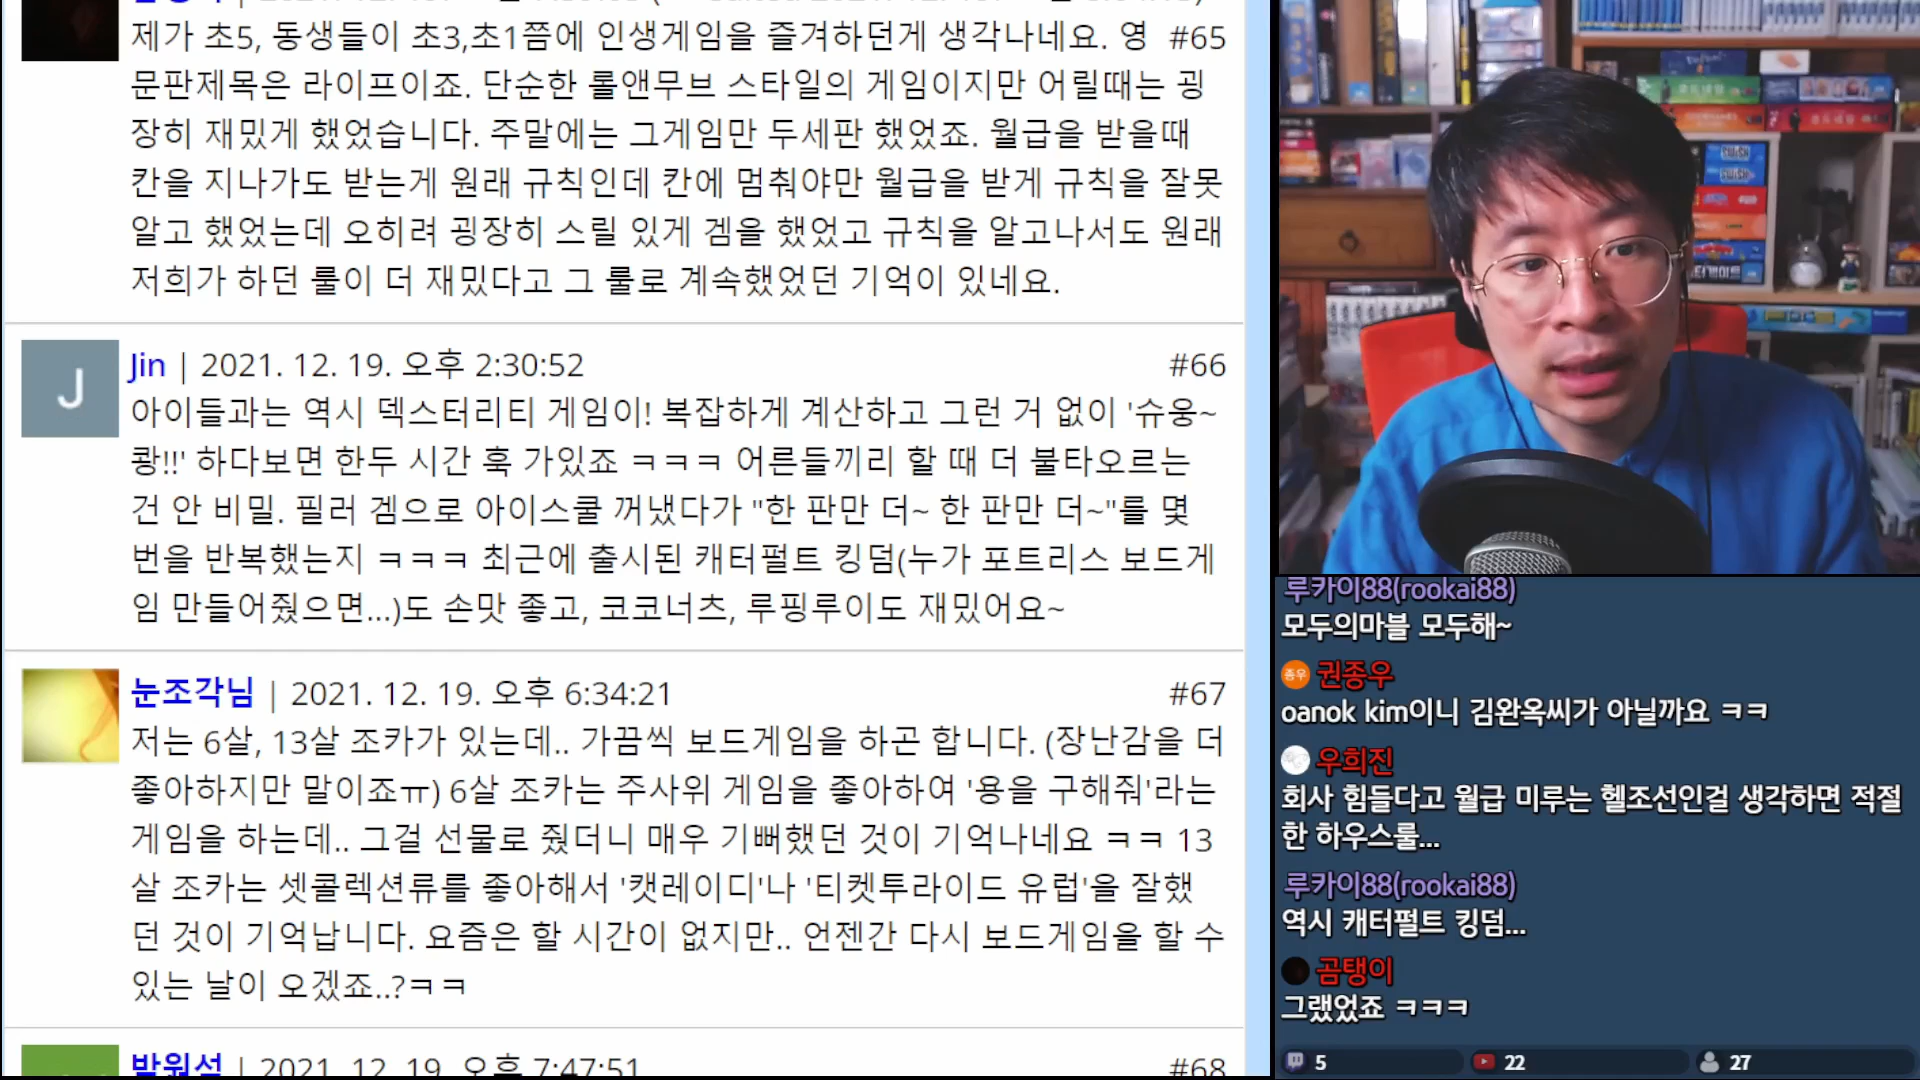 제가 초5, 동생들이 초3,초1쯤에 인생게임을 즐겨하던게 생각나네요. 영 #65
문판제목은 라이프이죠. 단순한 롤앤무브 스타일의 게임이지만 어릴때는 굉
장히 재밌게 했었습니다. 주말에는 그게임만 두세판 했었죠. 월급을 받을때
칸을 지나가도 받는게 원래 규칙인데 칸에 멈춰야만 월급을 받게 규칙을 잘못
알고 했었는데 오히려 굉장히 스릴 있게 겜을 했었고 규칙을 알고나서도 원래
저희가 하던 룰이 더 재밌다고 그 룰로 계속했었던 기억이 있네요.
J
Jin | 2021. 12. 19. 오후 2:30:52 #66
아이들과는 역시 덱스터리티 게임이! 복잡하게 계산하고 그런 거 없이 '슈웅~
쾅!!' 하다보면 한두 시간 훅 가있죠 ㅋㅋㅋ 어른들끼리 할 때 더 불타오르는
건 안 비밀. 필러 겜으로 아이스쿨 꺼냈다가 "한 판만 더~ 한 판만 더~"를 몇
번을 반복했는지 ㅋㅋㅋ 최근에 출시된 캐터펄트 킹덤(누가 포트리스 보드게
임 만들어줬으면...)도 손맛 좋고, 코코너츠, 루핑루이도 재밌어요~
눈조각님 | 2021. 12. 19. 오후 6:34:21 #67
저는 6살, 13살 조카가 있는데.. 가끔씩 보드게임을 하곤 합니다. (장난감을 더
좋아하지만 말이죠ㅠ) 6살 조카는 주사위 게임을 좋아하여 '용을 구해줘'라는
게임을 하는데.. 그걸 선물로 줬더니 매우 기뻐했던 것이 기억나네요 ㅋㅋ 13
살 조카는 셋콜렉션류를 좋아해서 '캣레이디'나 '티켓투라이드 유럽'을 잘했
던 것이 기억납니다. 요즘은 할 시간이 없지만.. 언젠간 다시 보드게임을 할 수
있는 날이 오겠죠..?ㅋㅋ
박원석 | 2021. 12. 19. 오후 7:47:51 #68
루카이88(rookai88)
모두의마블 모두해~
종우 권종우
oanok kim이니 김완옥씨가 아닐까요 ㅋㅋ
우희진
회사 힘들다고 월급 미루는 헬조선인걸 생각하면 적절
한 하우스룰...
루카이88(rookai88)
역시 캐터펄트 킹덤...
곰탱이
그랬었죠 ㅋㅋㅋ
5 22 27